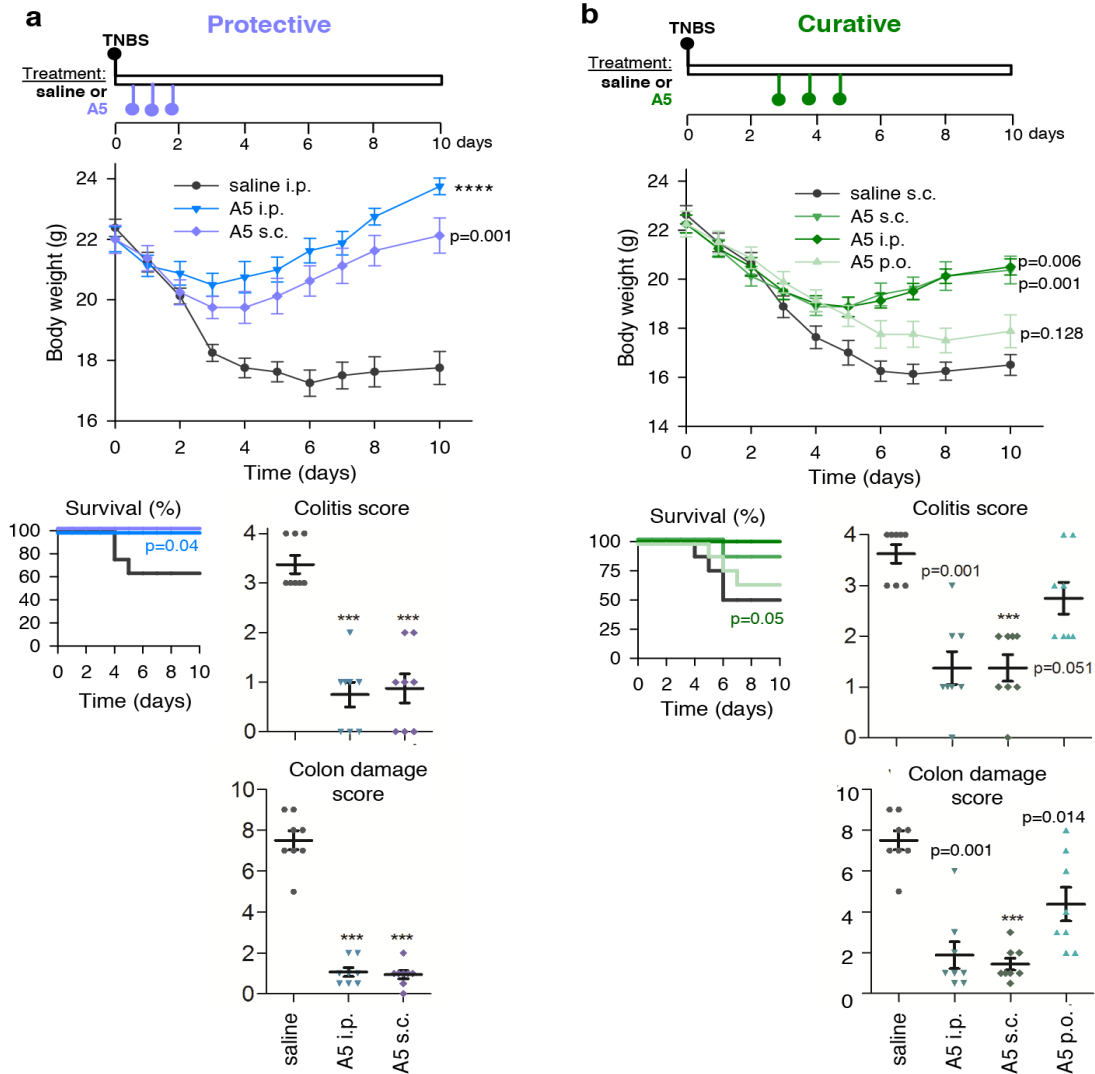 a
Protective
TNBS
Treatment:
saline or
A5
0 2 4 6 8 10 days
24
22
20
18
16
Body weight (g)
saline i.p.
A5 i.p.
A5 s.c.
****
p=0.001
0 2 4 6 8 10
Time (days)
Survival (%)
100
80
60
40
20
0
p=0.04
0 2 4 6 8 10
Time (days)
Colitis score
4
3
2
1
0
*** ***
Colon damage
score
10
8
6
4
2
0
*** ***
saline
A5 i.p.
A5 s.c.
b
Curative
TNBS
Treatment:
saline or
A5
0 2 4 6 8 10 days
24
22
20
18
16
14
Body weight (g)
saline s.c.
A5 s.c.
A5 i.p.
A5 p.o.
p=0.006
p=0.001
p=0.128
0 2 4 6 8 10
Time (days)
Survival (%)
100
75
50
25
0
p=0.05
0 2 4 6 8 10
Time (days)
Colitis score
4
3
2
1
0
p=0.001
***
p=0.051
Colon damage
score
10
8
6
4
2
0
p=0.001
***
p=0.014
saline
A5 i.p.
A5 s.c.
A5 p.o.